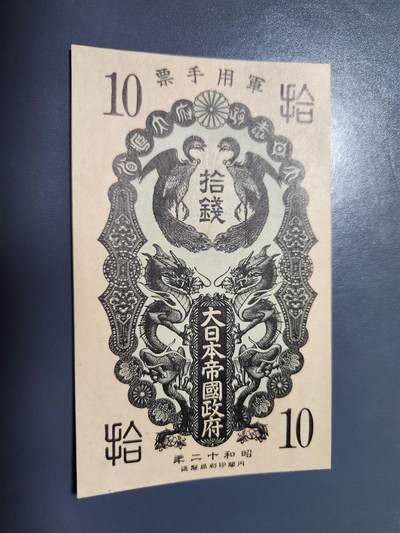 軍用手票
10
拾
拾錢
大日本帝國政府
拾
10
昭和十二年
內閣印刷局製造